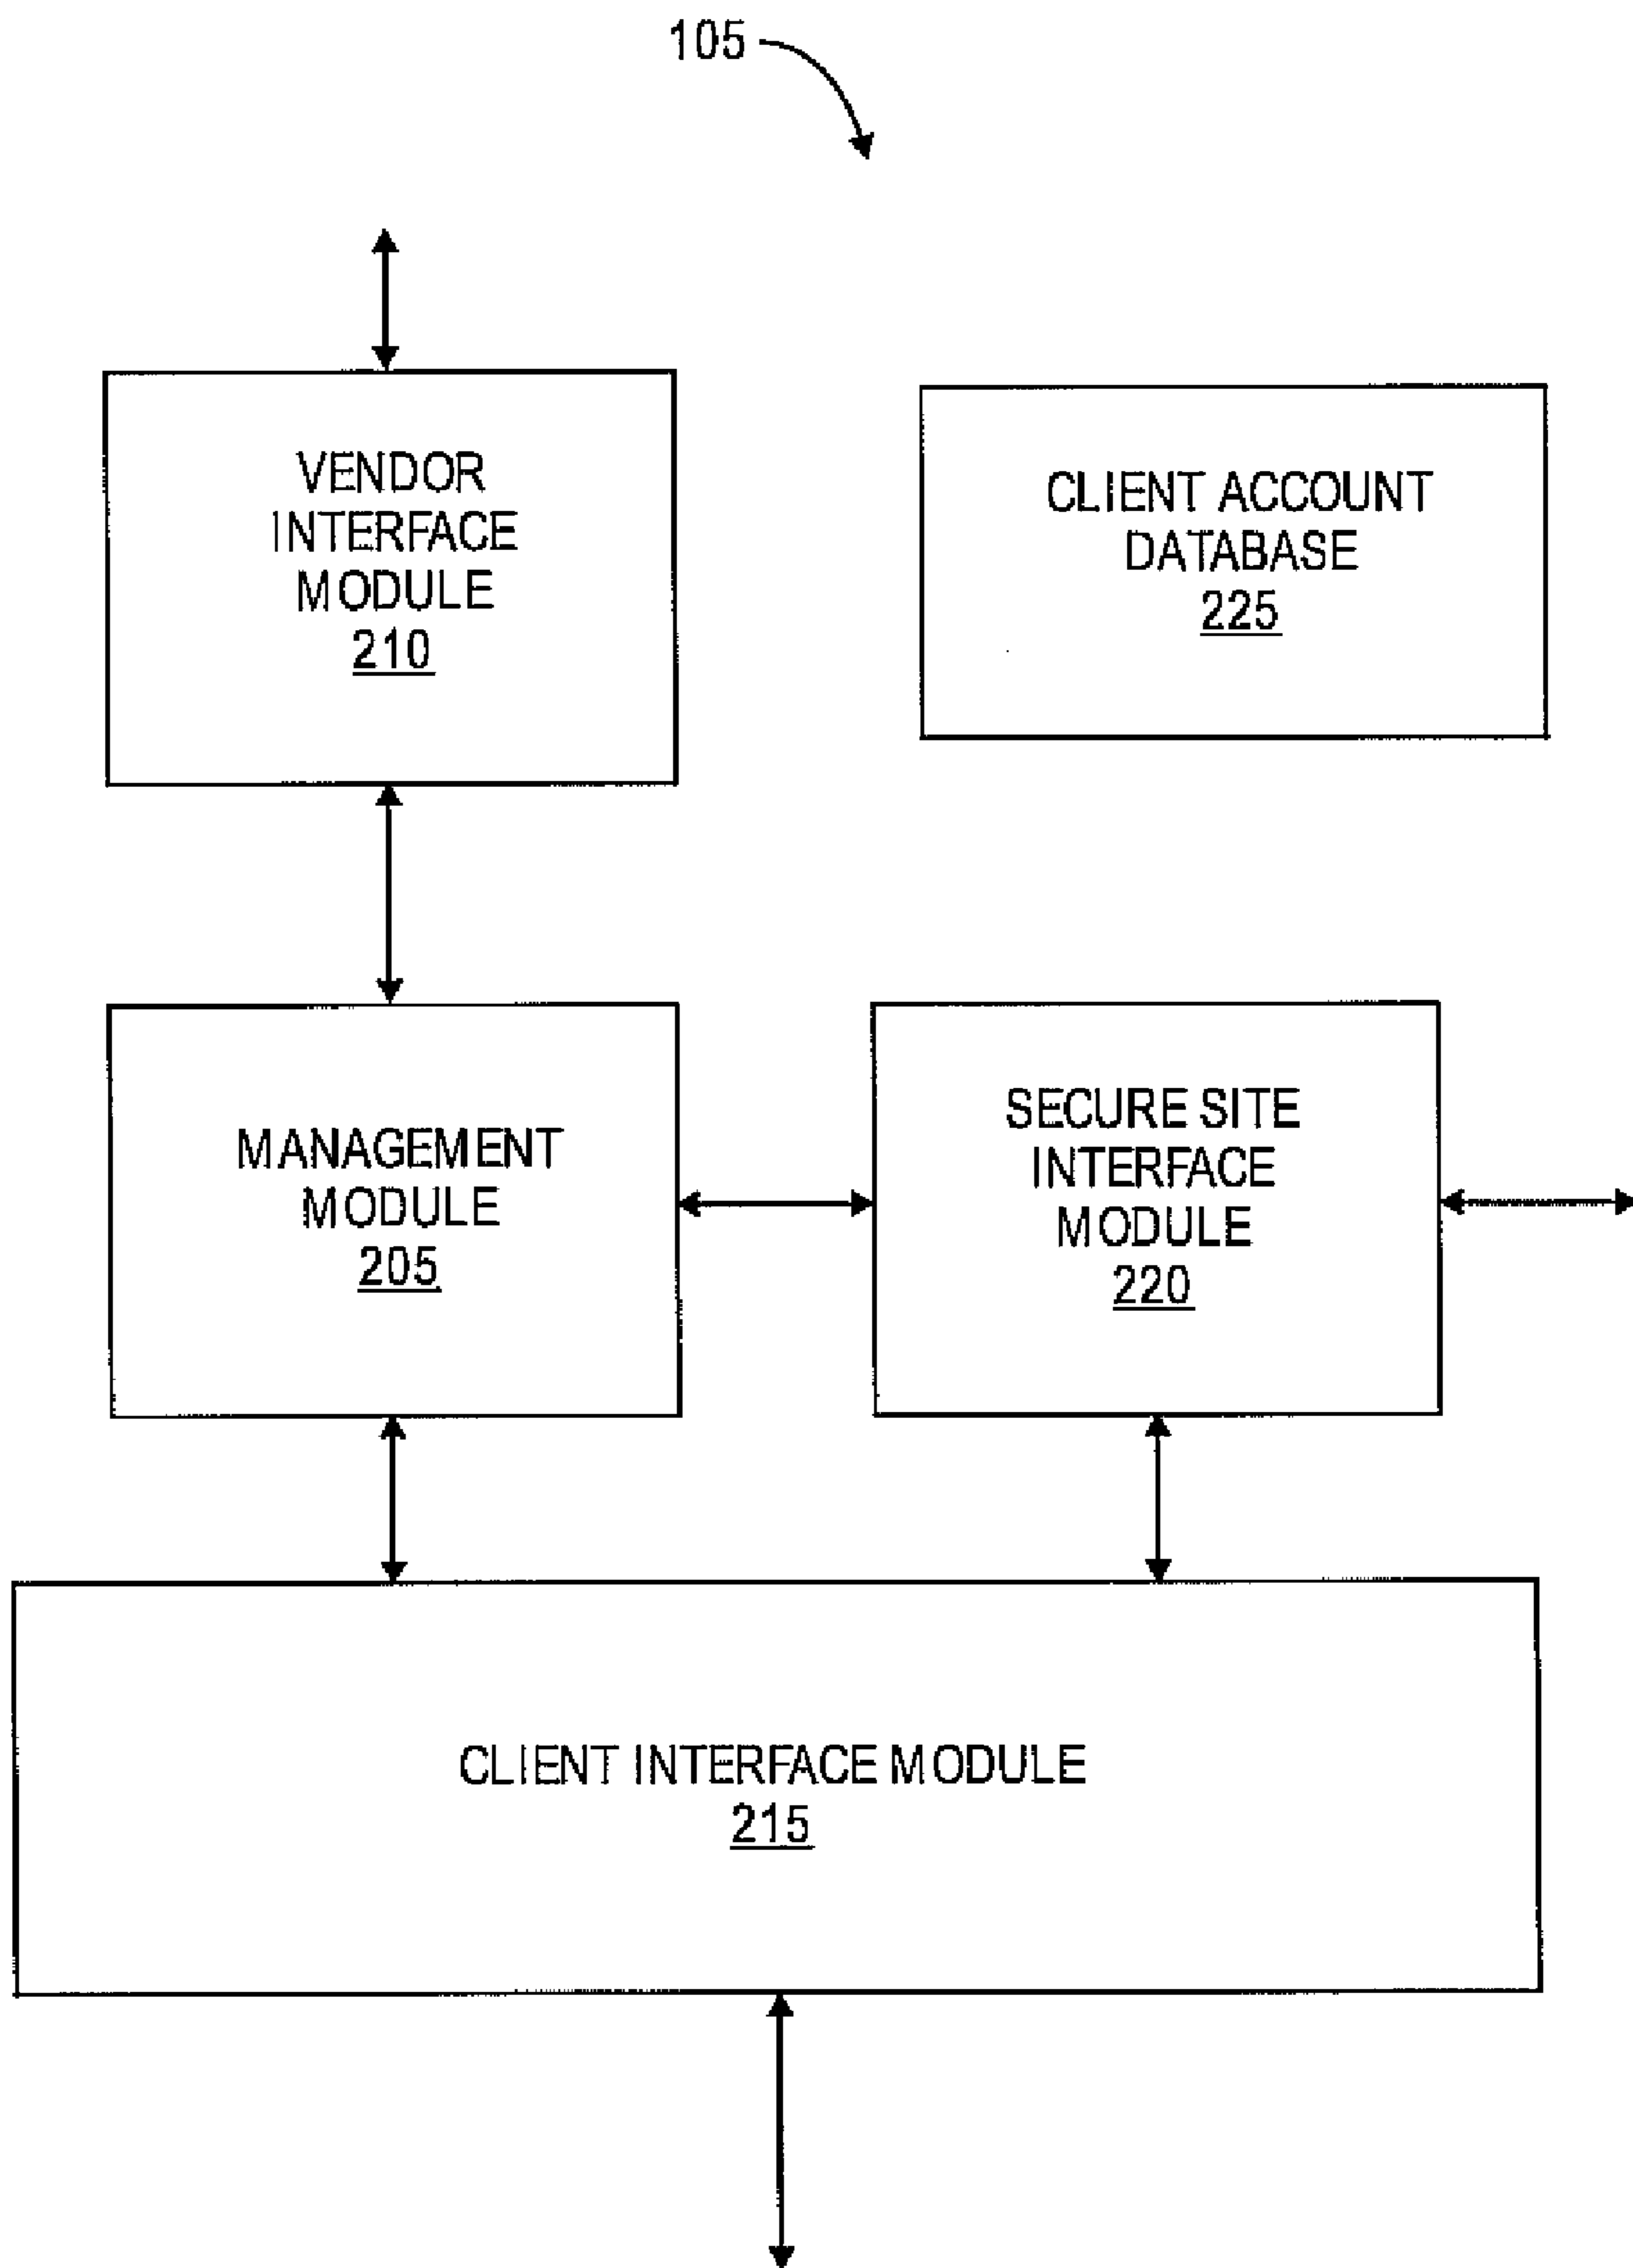 105
VENDOR
INTERFACE
MODULE
210
CLIENT ACCOUNT
DATABASE
225
MANAGEMENT
MODULE
205
SECURE SITE
INTERFACE
MODULE
220
CLIENT INTERFACE MODULE
215